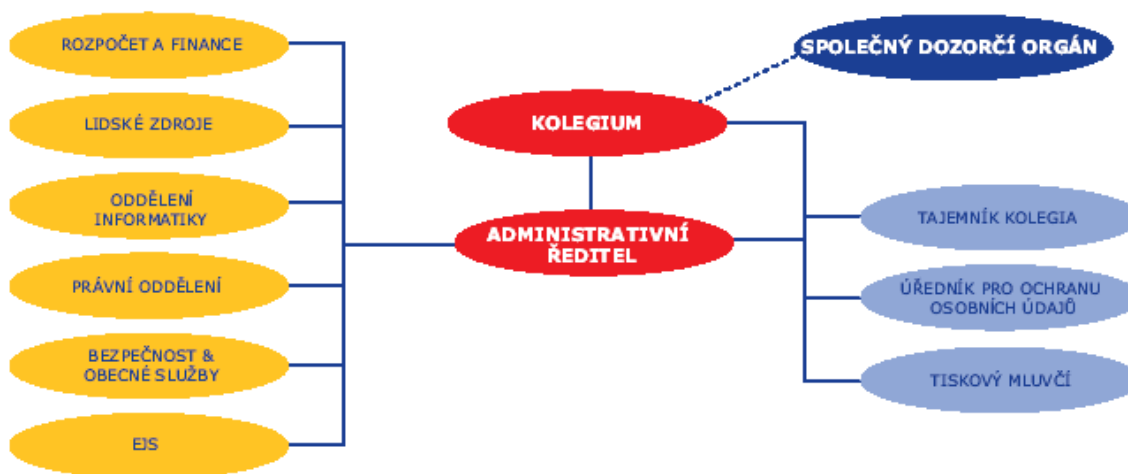 ROZPOČET A FINANCE
LIDSKÉ ZDROJE
ODDĚLENÍ
INFORMATIKY
PRÁVNÍ ODDĚLENÍ
BEZPEČNOST &
OBECNÉ SLUŽBY
EJS
SPOLEČNÝ DOZORČÍ ORGÁN
KOLEGIUM
ADMINISTRATIVNÍ
ŘEDITEL
TAJEMNÍK KOLEGIA
ÚŘEDNÍK PRO OCHRANU
OSOBNÍCH ÚDAJŮ
TISKOVÝ MLUVČÍ